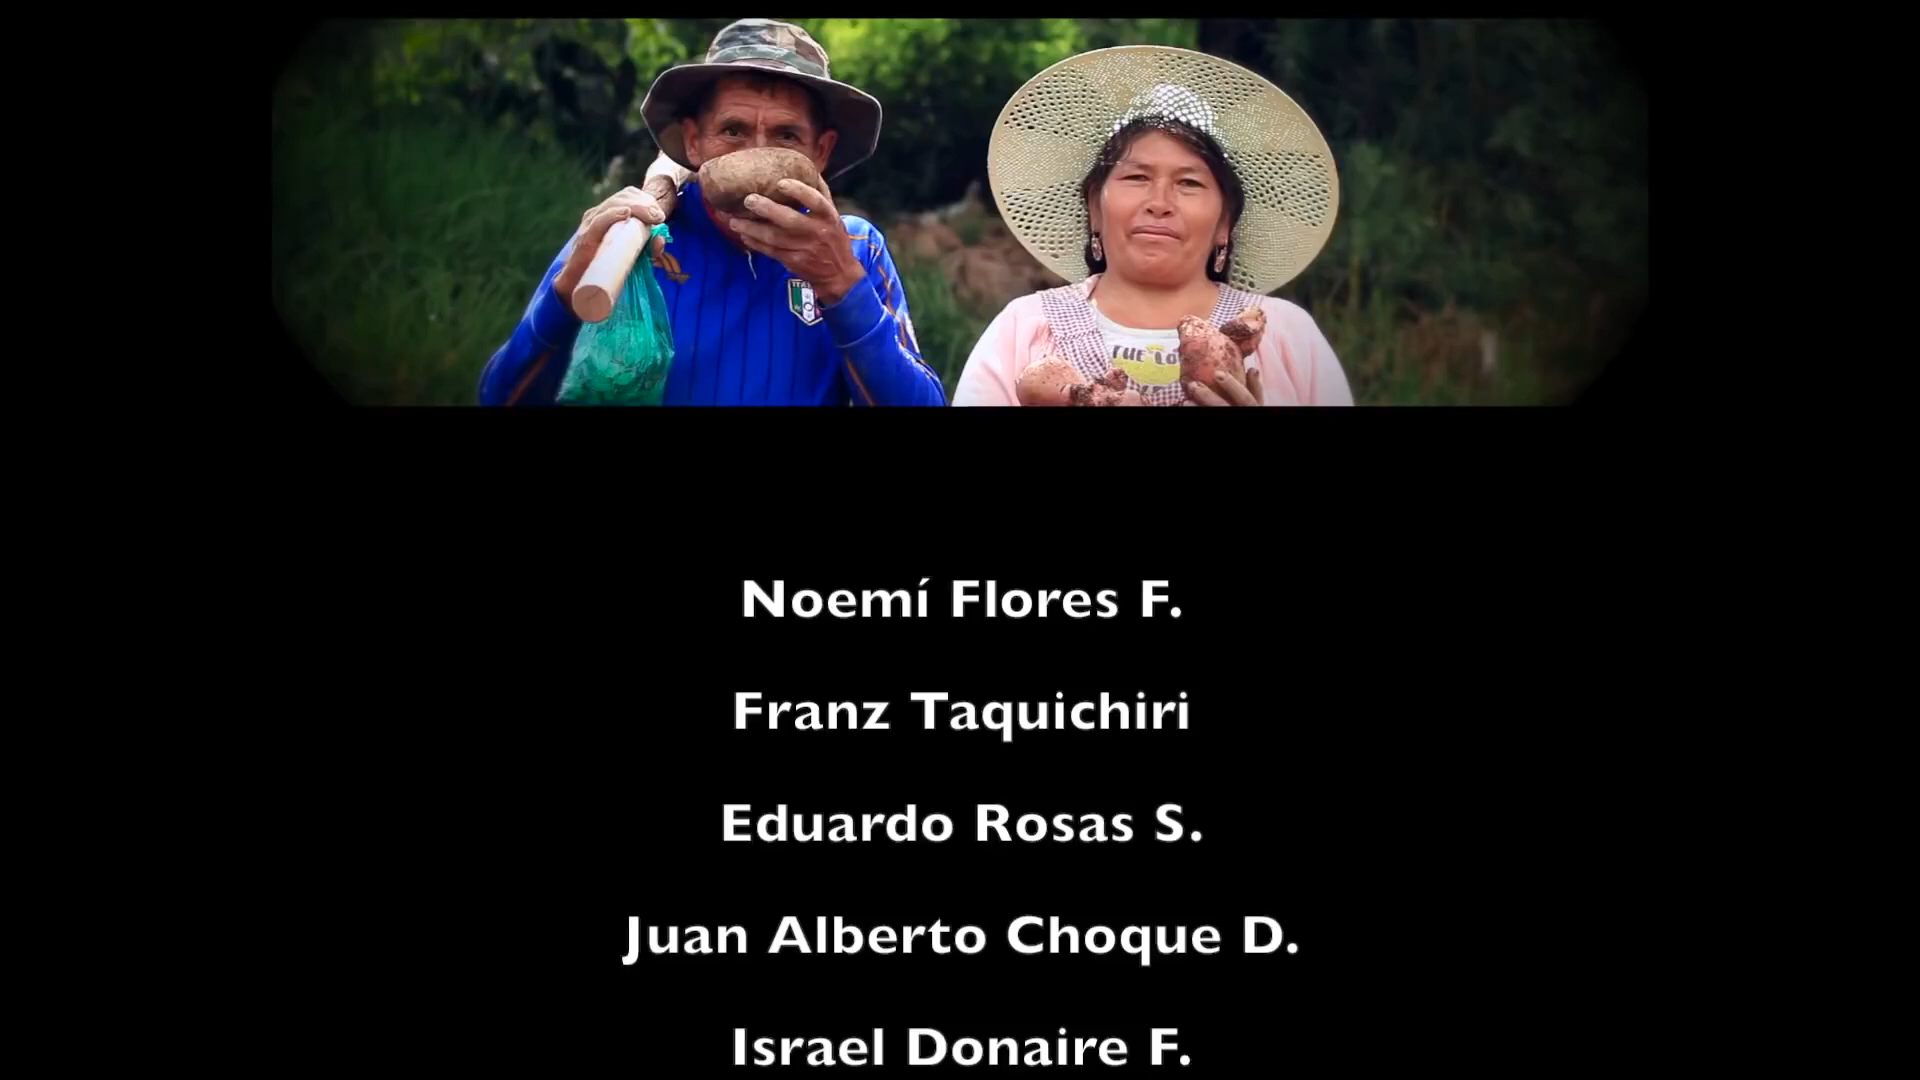 Noemí Flores F.
Franz Taquichiri
Eduardo Rosas S.
Juan Alberto Choque D.
Israel Donaire F.